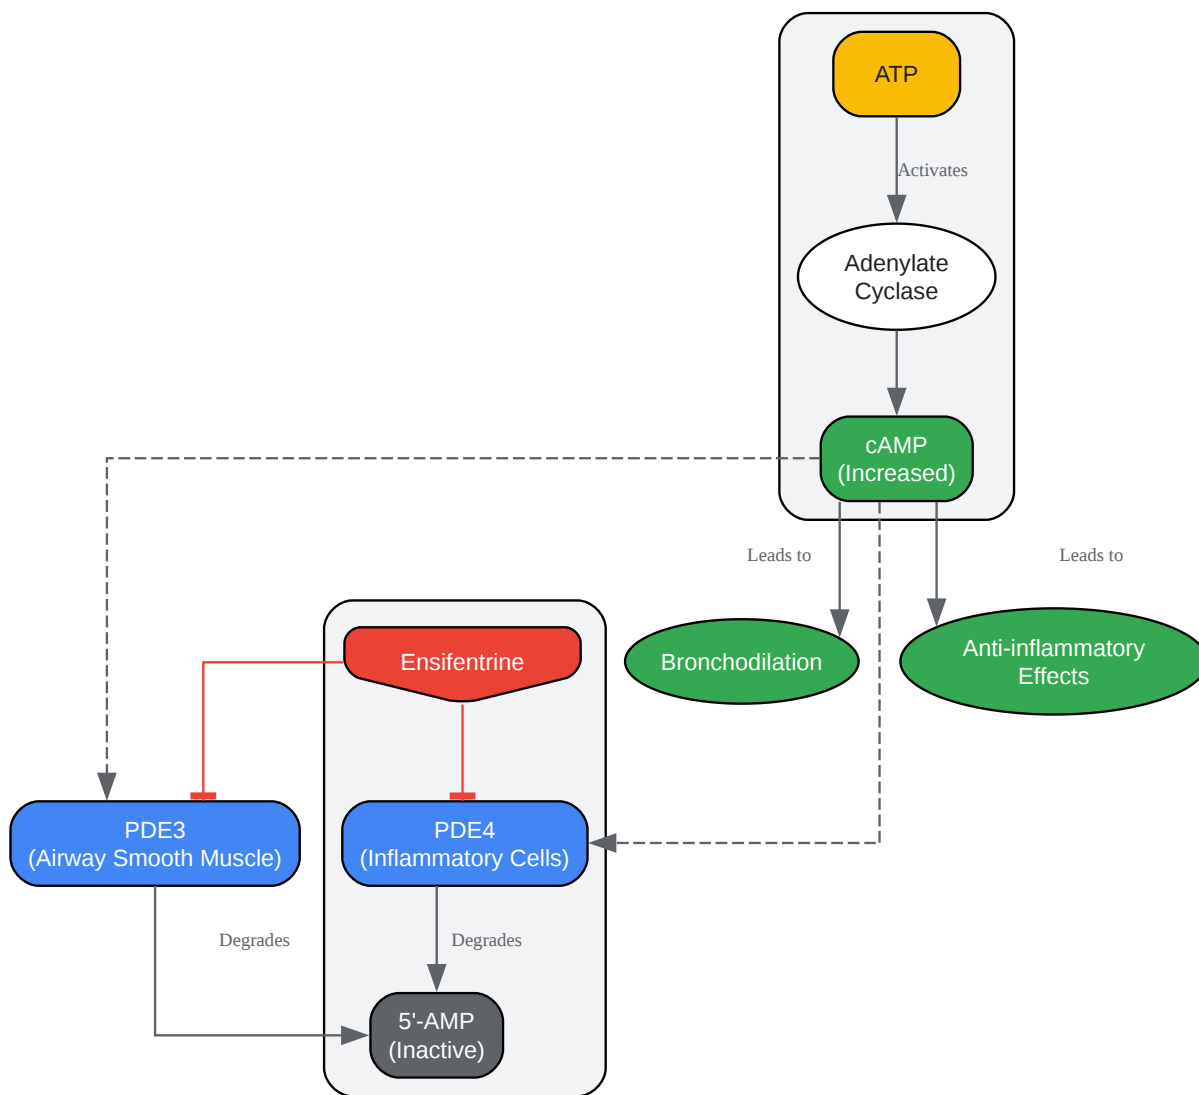 ATP
Activates
Adenylate
Cyclase
cAMP
(Increased)
Leads to
Leads to
Bronchodilation
Anti-inflammatory
Effects
Ensifentrine
PDE3
(Airway Smooth Muscle)
PDE4
(Inflammatory Cells)
Degrades
Degrades
5'-AMP
(Inactive)